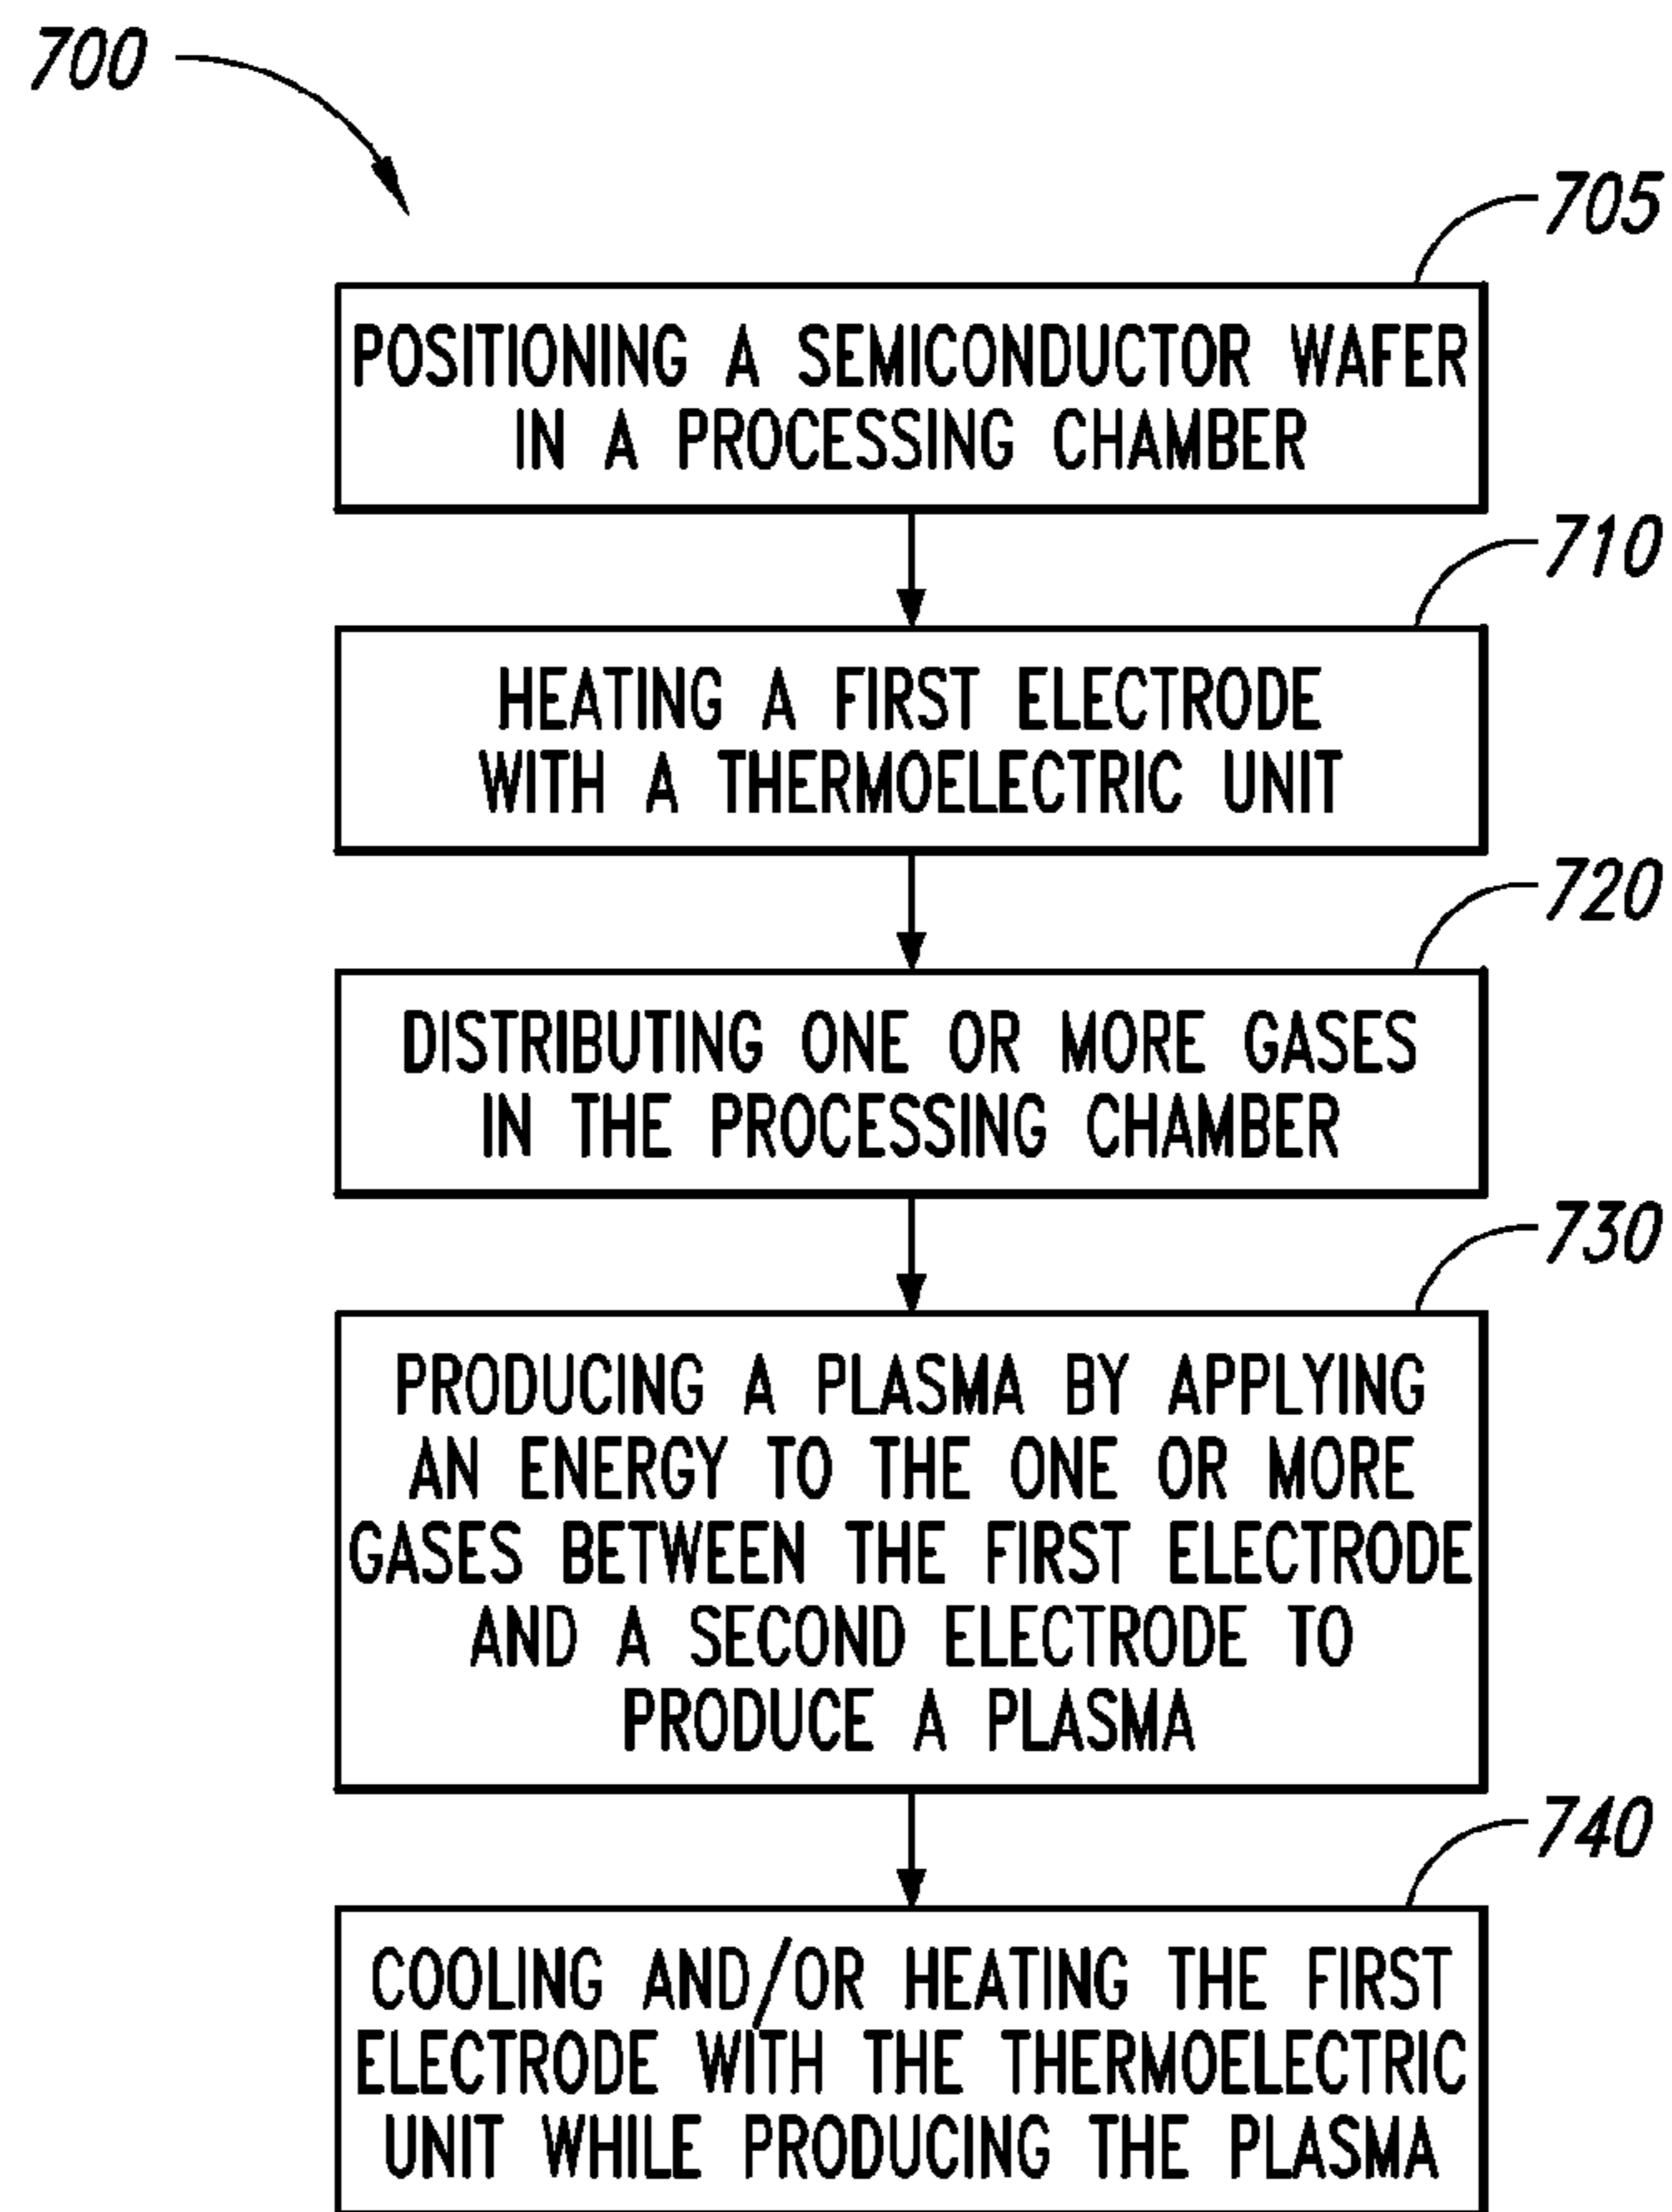 700
705
POSITIONING A SEMICONDUCTOR WAFER
IN A PROCESSING CHAMBER
710
HEATING A FIRST ELECTRODE
WITH A THERMOELECTRIC UNIT
720
DISTRIBUTING ONE OR MORE GASES
IN THE PROCESSING CHAMBER
730
PRODUCING A PLASMA BY APPLYING
AN ENERGY TO THE ONE OR MORE
GASES BETWEEN THE FIRST ELECTRODE
AND A SECOND ELECTRODE TO
PRODUCE A PLASMA
740
COOLING AND/OR HEATING THE FIRST
ELECTRODE WITH THE THERMOELECTRIC
UNIT WHILE PRODUCING THE PLASMA